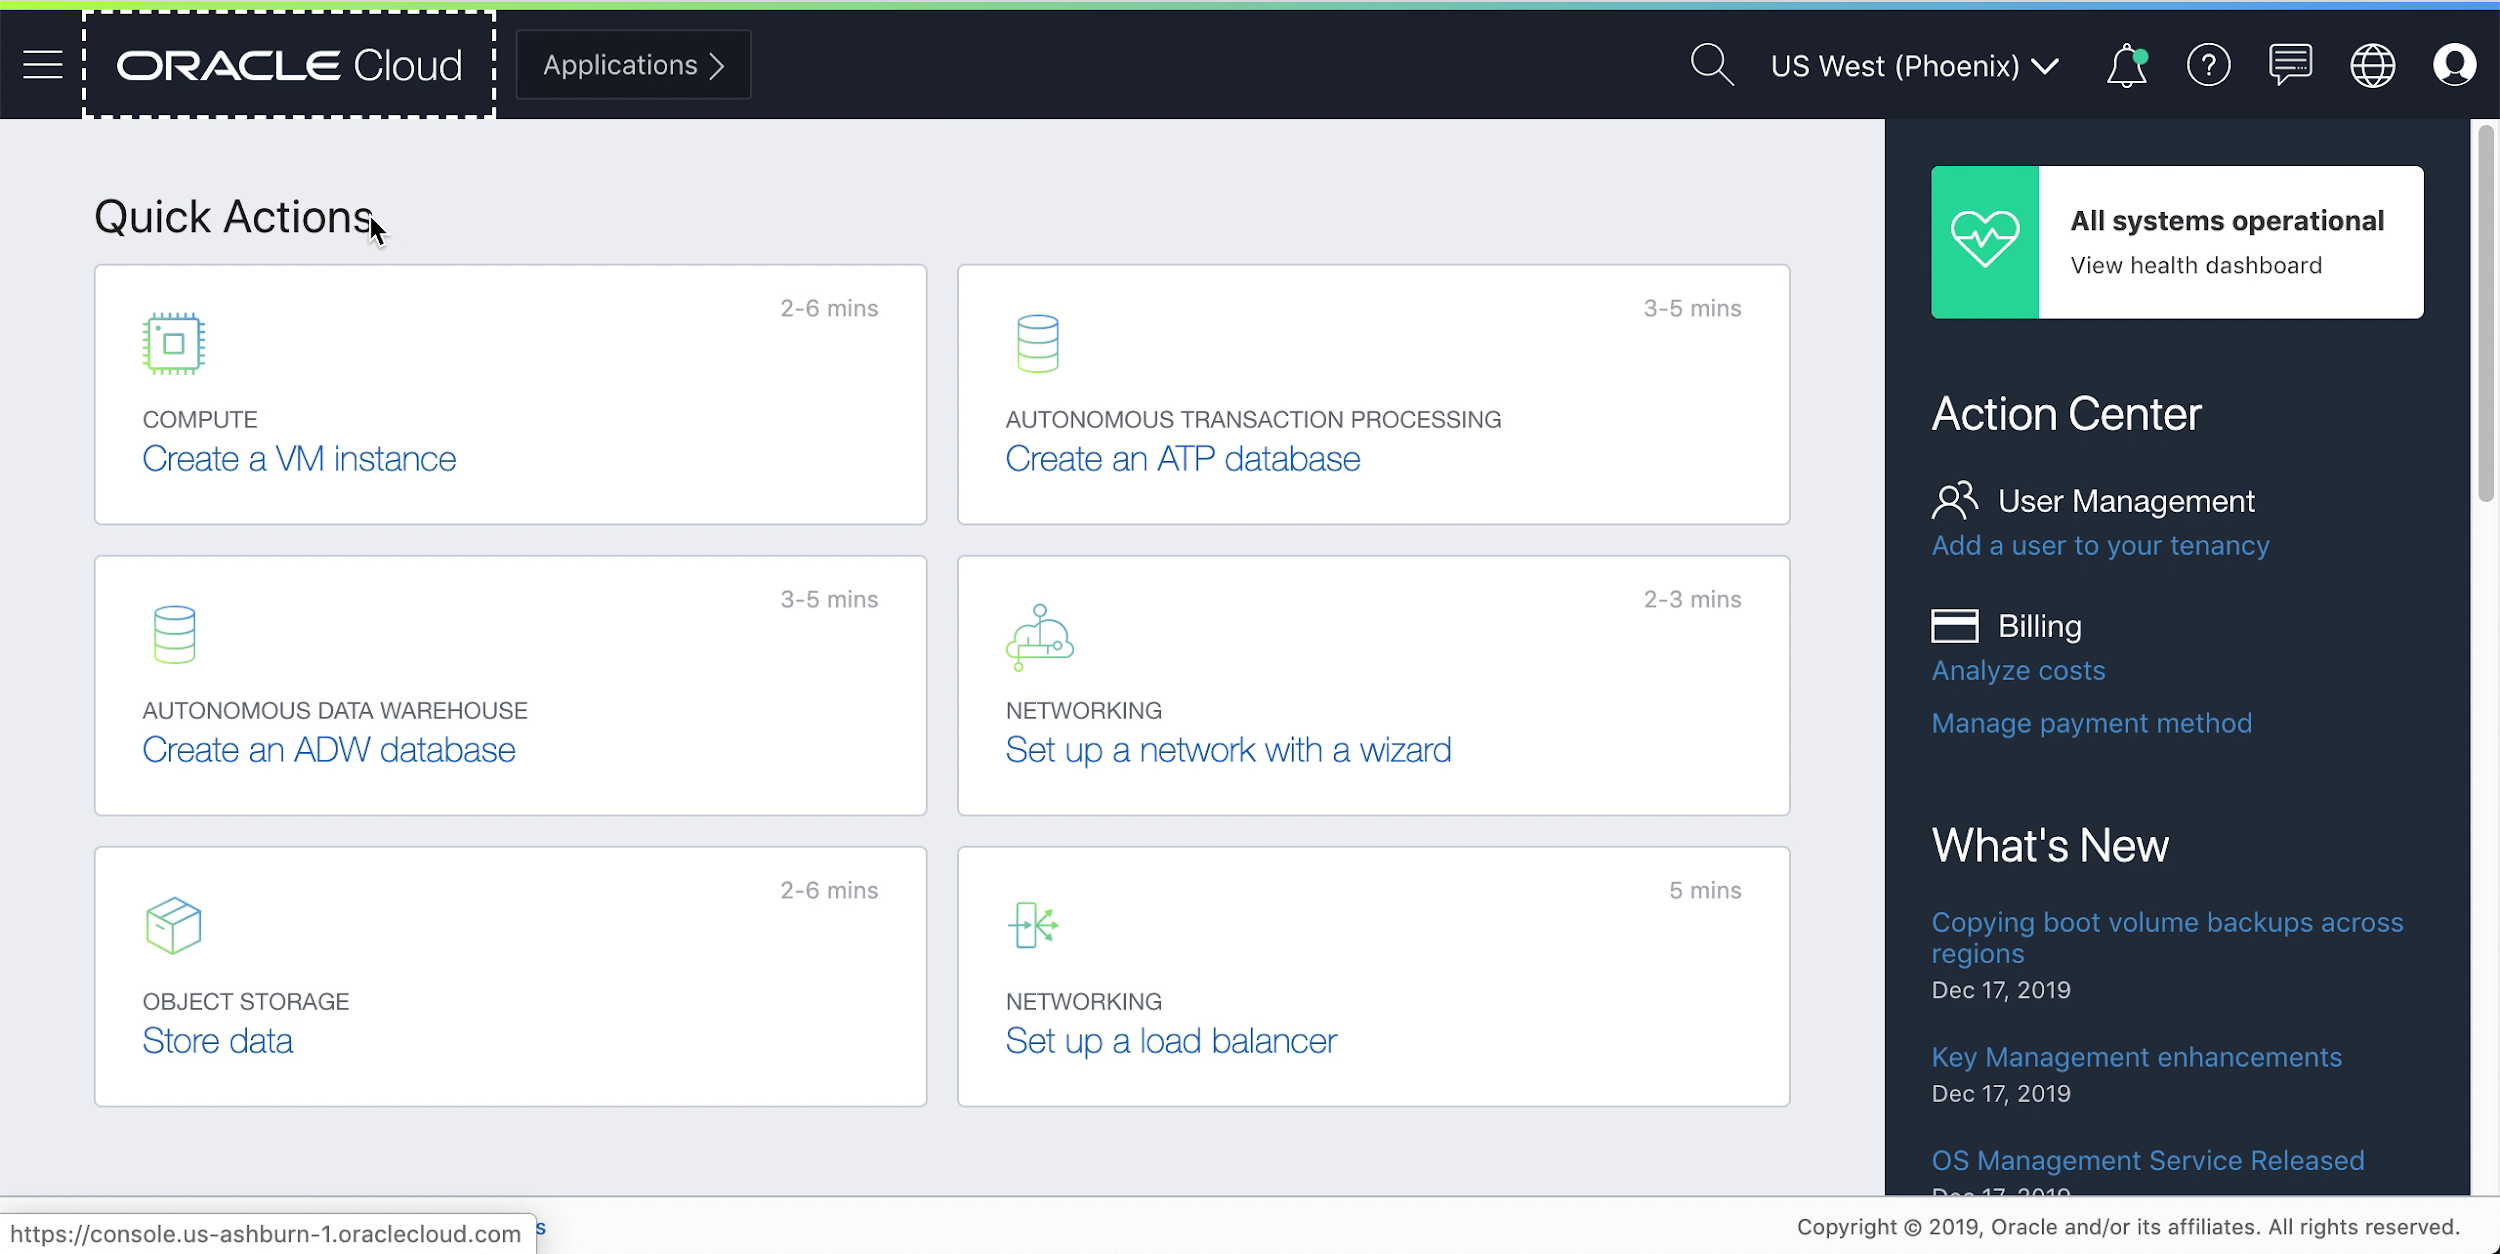 ORACLE Cloud
Applications
US West (Phoenix)
?
Quick Actions
2-6 mins
COMPUTE
Create a VM instance
3-5 mins
AUTONOMOUS TRANSACTION PROCESSING
Create an ATP database
3-5 mins
AUTONOMOUS DATA WAREHOUSE
Create an ADW database
2-3 mins
NETWORKING
Set up a network with a wizard
2-6 mins
OBJECT STORAGE
Store data
5 mins
NETWORKING
Set up a load balancer
All systems operational
View health dashboard
Action Center
User Management
Add a user to your tenancy
Billing
Analyze costs
Manage payment method
What's New
Copying boot volume backups across
regions
Dec 17, 2019
Key Management enhancements
Dec 17, 2019
OS Management Service Released
Dec 17, 2019
https://console.us-ashburn-1.oraclecloud.com
s
Copyright © 2019, Oracle and/or its affiliates. All rights reserved.